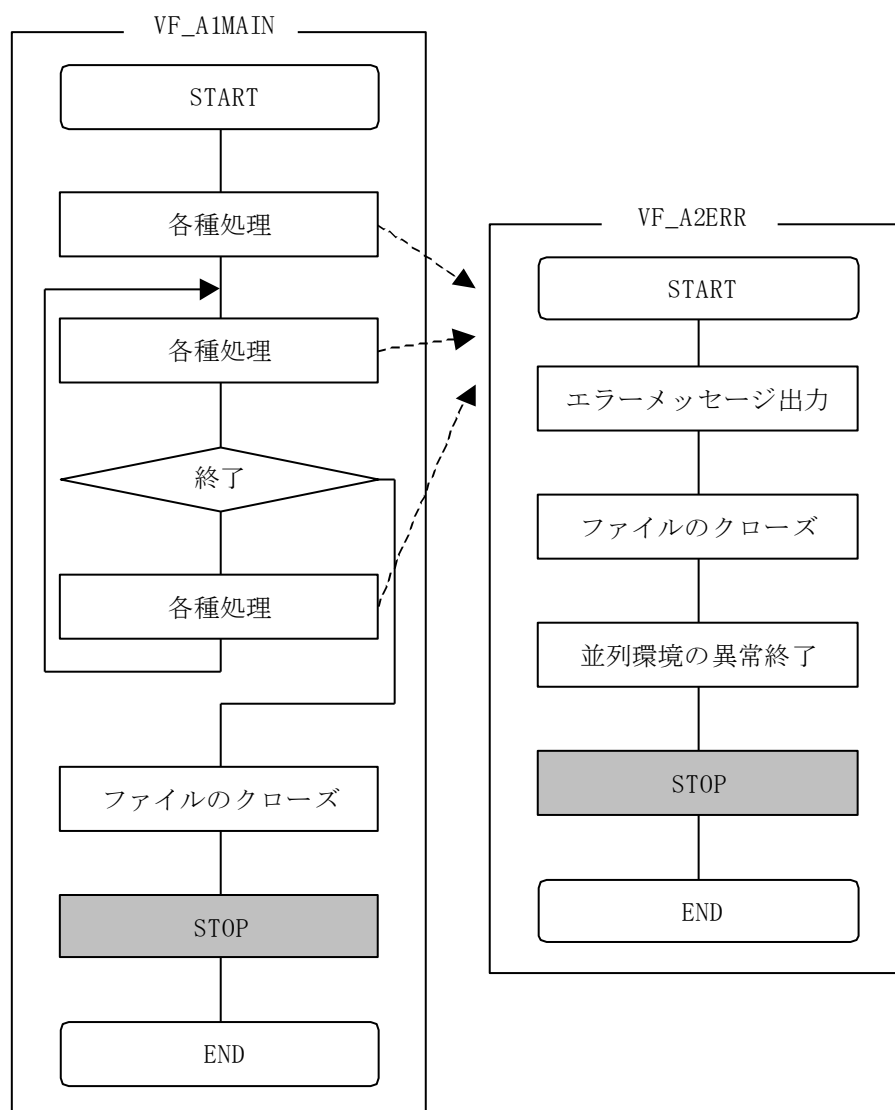 VF_A1MAIN
START
各種処理
各種処理
終了
各種処理
ファイルのクローズ
STOP
END
VF_A2ERR
START
エラーメッセージ出力
ファイルのクローズ
並列環境の異常終了
STOP
END